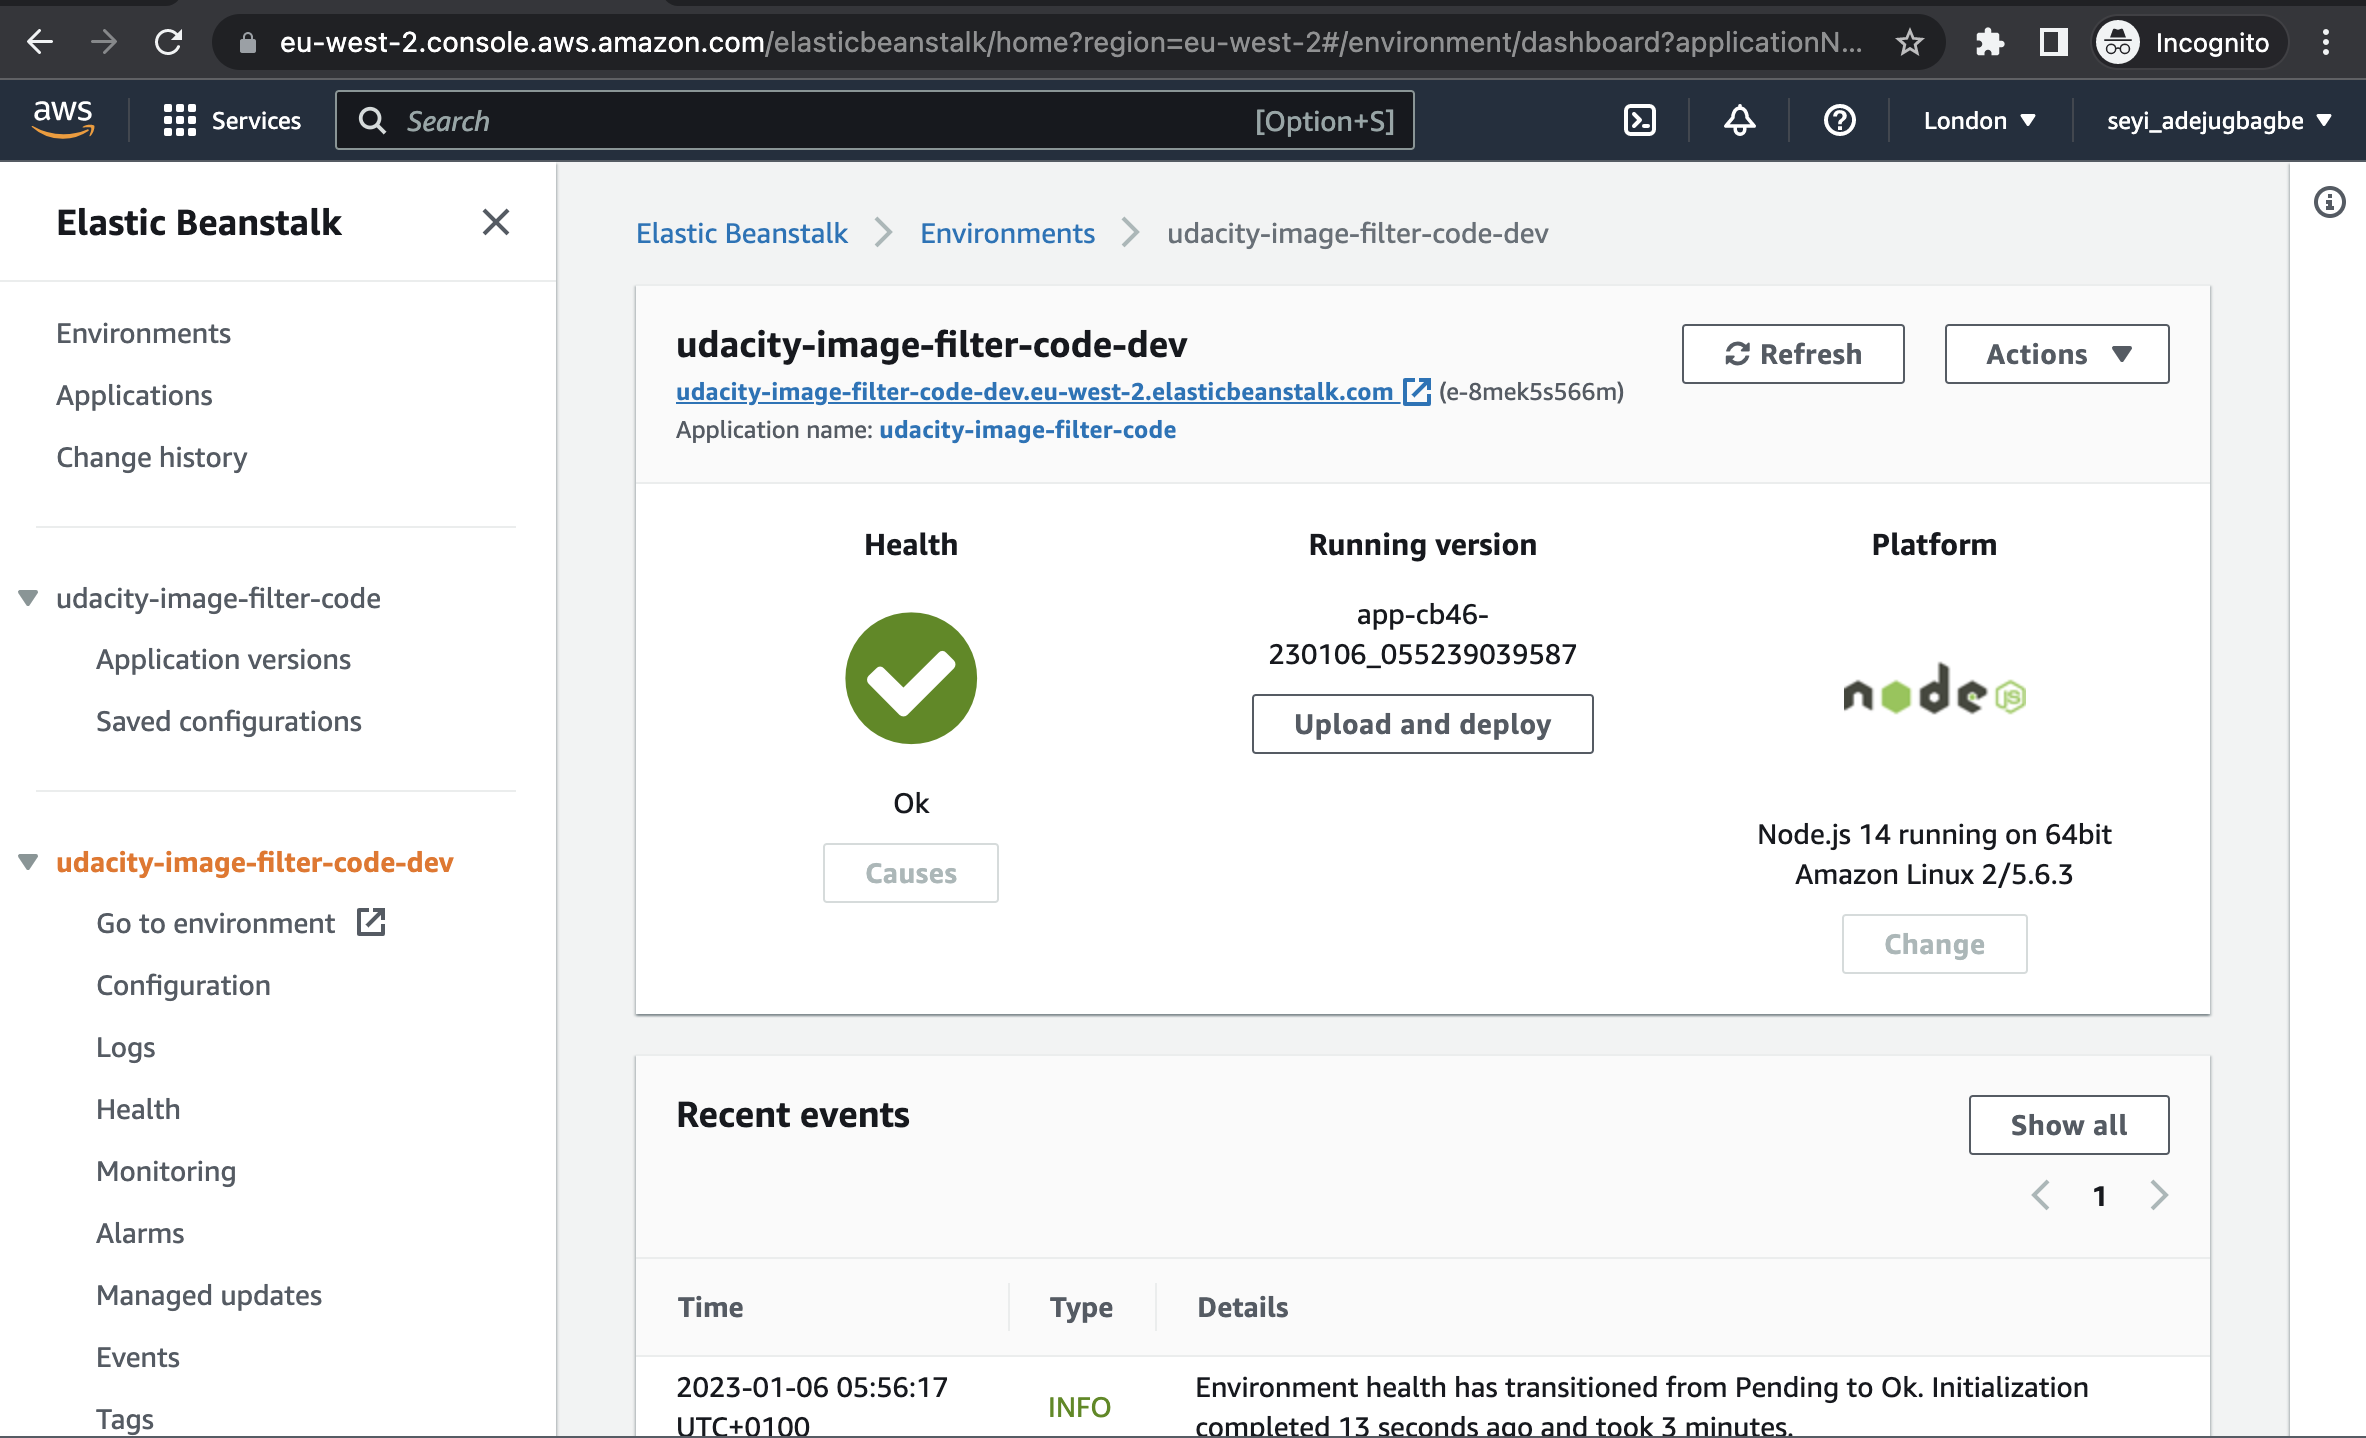 eu-west-2.console.aws.amazon.com/elasticbeanstalk/home?region=eu-west-2#/environment/dashboard?applicationN...
Incognito
aws
Services
Search
[Option+S]
London
seyi_adejugbagbe
Elastic Beanstalk
Environments
Applications
Change history
udacity-image-filter-code
Application versions
Saved configurations
udacity-image-filter-code-dev
Go to environment
Configuration
Logs
Health
Monitoring
Alarms
Managed updates
Events
Tags
Elastic Beanstalk > Environments > udacity-image-filter-code-dev
udacity-image-filter-code-dev
udacity-image-filter-code-dev.eu-west-2.elasticbeanstalk.com (e-8mek5s566m)
Application name: udacity-image-filter-code
Refresh
Actions
Health
Ok
Causes
Running version
app-cb46-
230106_055239039587
Upload and deploy
Platform
node JS
Node.js 14 running on 64bit
Amazon Linux 2/5.6.3
Change
Recent events
Show all
1
Time Type Details
2023-01-06 05:56:17
UTC+0100
INFO
Environment health has transitioned from Pending to Ok. Initialization
completed 13 seconds ago and took 3 minutes.